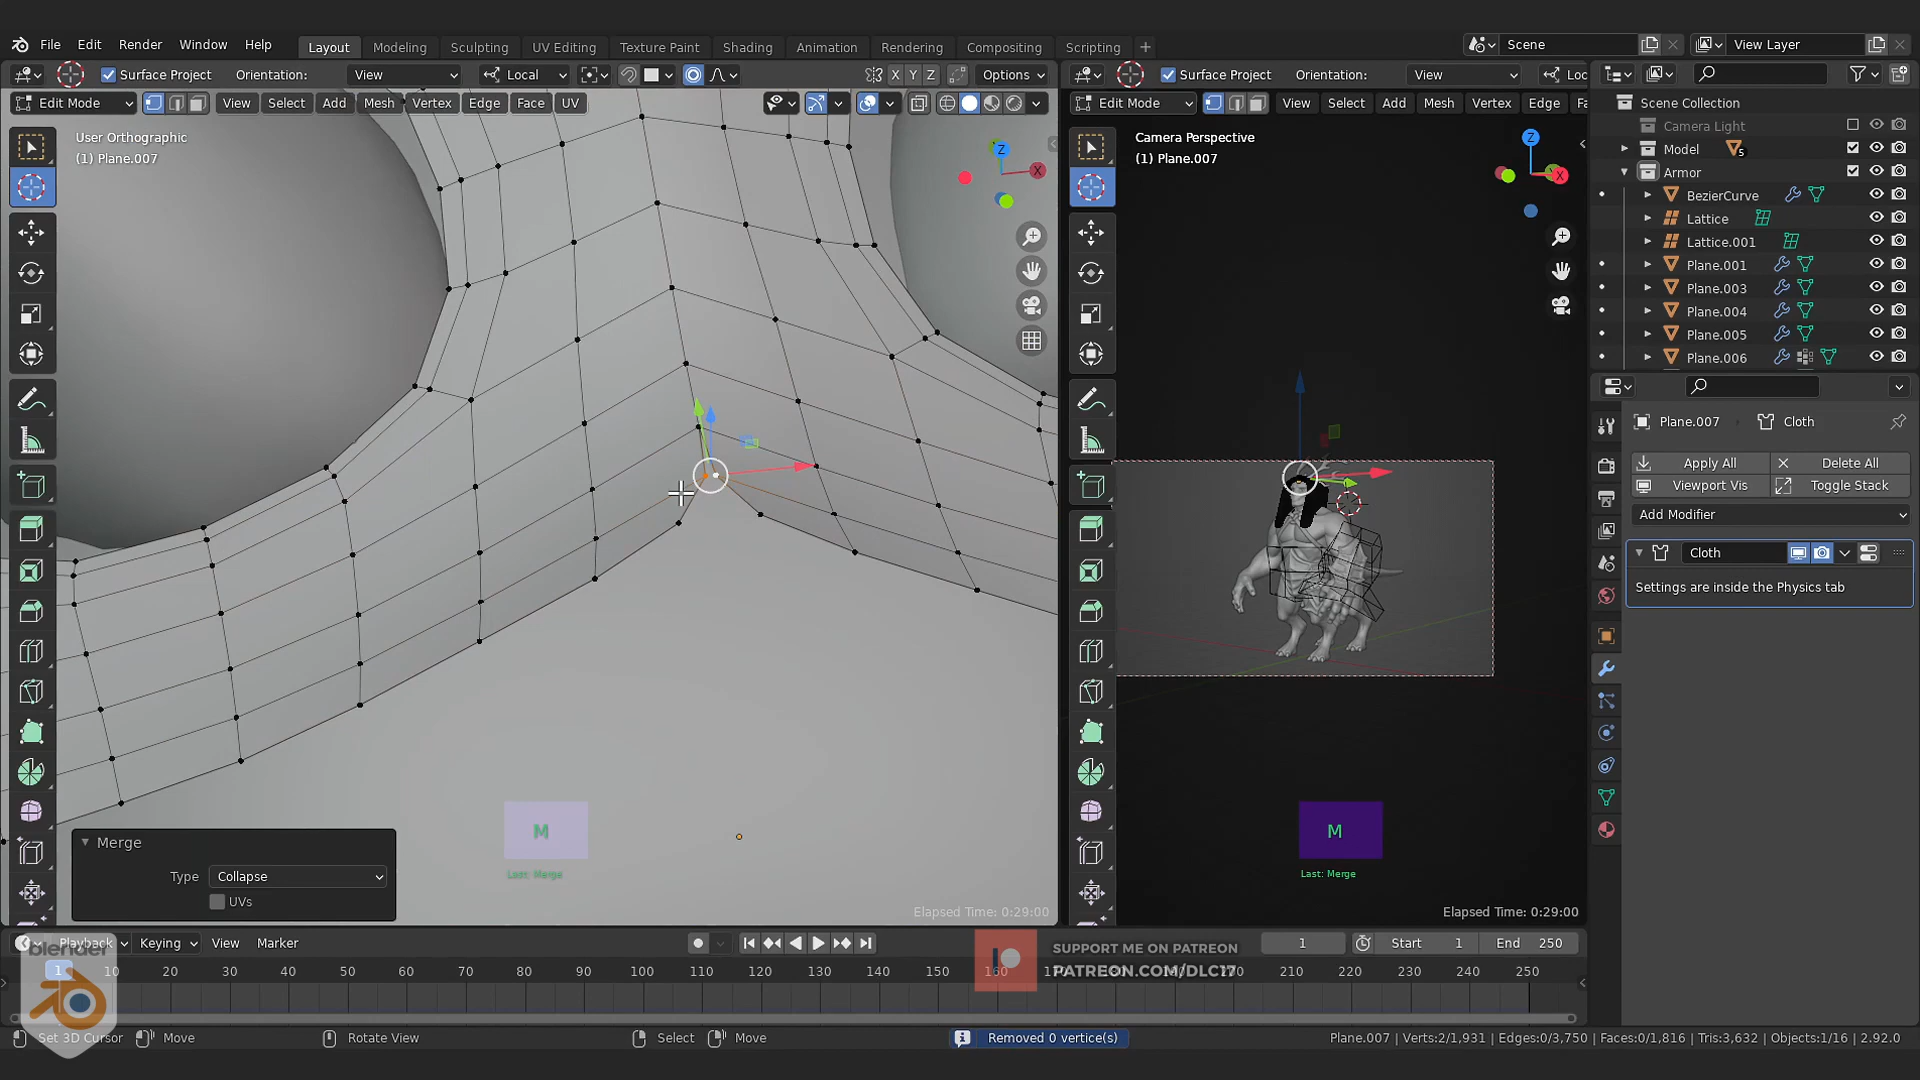 File Edit Render Window Help Layout Modeling Sculpting UV Editing Texture Paint Shading Animation Rendering Compositing Scripting Scene View Layer
Surface Project Orientation: View Local X Y Z Options
Edit Mode View Select Add Mesh Vertex Edge Face UV
User Orthographic
(1) Plane.007
Z
X
Merge
Type Collapse
UVs
M
Last: Merge
Elapsed Time: 0:29:00
Surface Project Orientation: View Loc
Edit Mode View Select Add Mesh Vertex Edge Fa
Camera Perspective
(1) Plane.007
Z
X
M
Last: Merge
Elapsed Time: 0:29:00
Scene Collection
Camera Light
Model 5
Armor
BezierCurve
Lattice
Lattice.001
Plane.001
Plane.003
Plane.004
Plane.005
Plane.006
Plane.007 Cloth
Apply All Delete All
Viewport Vis Toggle Stack
Add Modifier
Cloth
Settings are inside the Physics tab
Playback Keying View Marker
1 Start 1 End 250
1 10 20 30 40 50 60 70 80 90 100 110 120 130 140 150 160 170 180 190 200 210 220 230 240 250
blender
SUPPORT ME ON PATREON
PATREON.COM/DLC17
Set 3D Cursor Move Rotate View Select Move Removed 0 vertice(s) Plane.007 | Verts:2/1,931 | Edges:0/3,750 | Faces:0/1,816 | Tris:3,632 | Objects:1/16 | 2.92.0